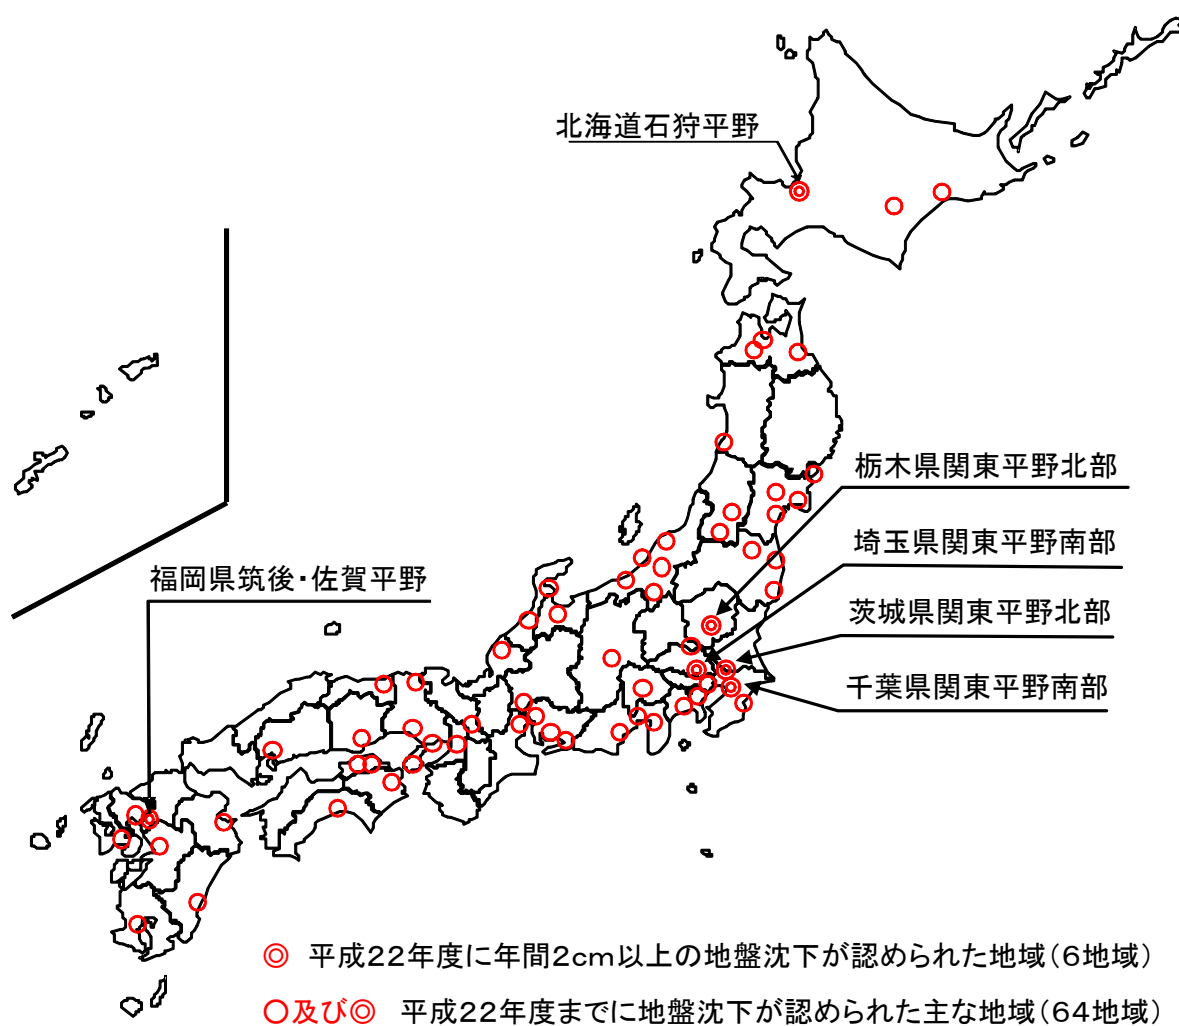 北海道石狩平野
栃木県関東平野北部
埼玉県関東平野南部
福岡県筑後・佐賀平野
茨城県関東平野北部
千葉県関東平野南部
◎ 平成22年度に年間2cm以上の地盤沈下が認められた地域(6地域)
○及び◎ 平成22年度までに地盤沈下が認められた主な地域(64地域)